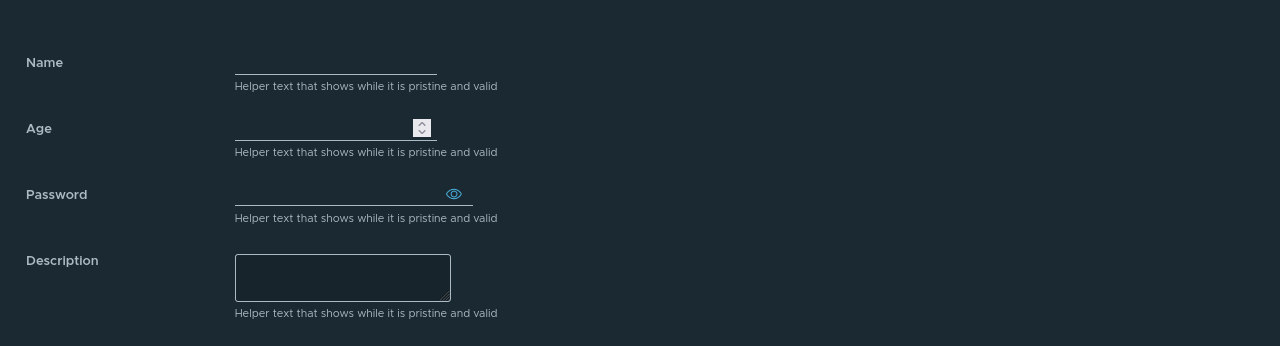 Name
Helper text that shows while it is pristine and valid
Age
Helper text that shows while it is pristine and valid
Password
Helper text that shows while it is pristine and valid
Description
Helper text that shows while it is pristine and valid